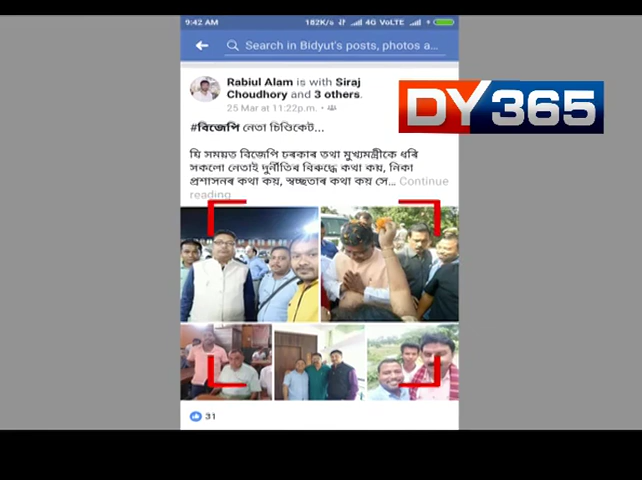 9:42 AM 182K/s 4G VoLTE
Search in Bidyut's posts, photos a...
Rabiul Alam is with Siraj
Choudhory and 3 others.
25 Mar at 11:22p.m.
DY365
#বিজেপি নেতা চিণ্ডিকেট...
যি সময়ত বিজেপি চৰকাৰ তথা মুখ্যমন্ত্ৰীকে ধৰি
সকলো নেতাই দুৰ্নীতিৰ বিৰুদ্ধে কথা কয়, নিকা
প্ৰশাসনৰ কথা কয়, স্বচ্ছতাৰ কথা কয় সে... Continue
reading
31